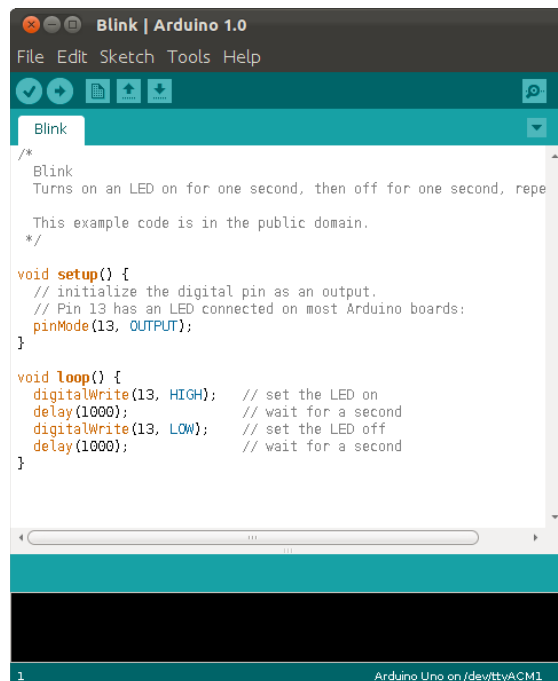 Blink | Arduino 1.0
File Edit Sketch Tools Help
Blink
/*
  Blink
  Turns on an LED on for one second, then off for one second, repe
  This example code is in the public domain.
 */
void setup() {
  // initialize the digital pin as an output.
  // Pin 13 has an LED connected on most Arduino boards:
  pinMode(13, OUTPUT);
}
void loop() {
  digitalWrite(13, HIGH);   // set the LED on
  delay(1000);              // wait for a second
  digitalWrite(13, LOW);    // set the LED off
  delay(1000);              // wait for a second
}
1 Arduino Uno on /dev/ttyACM1